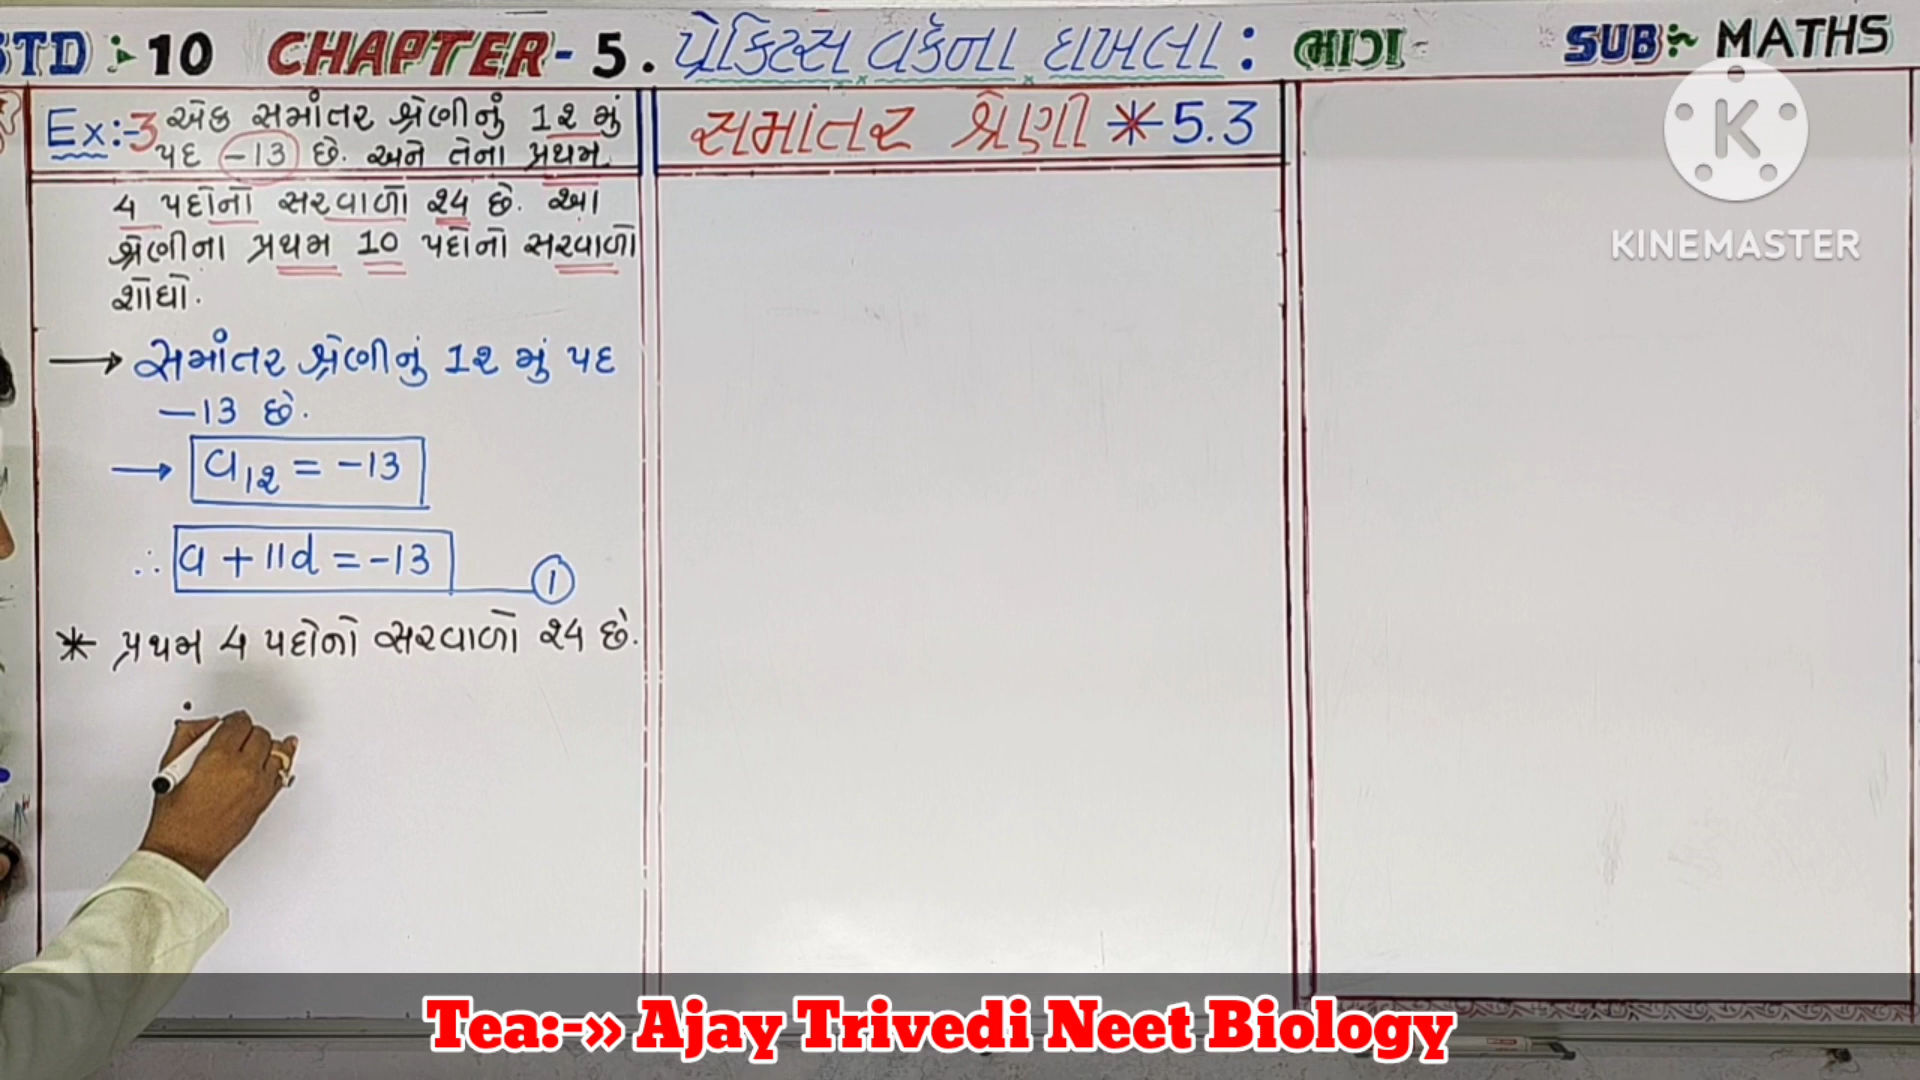 STD :- 10 CHAPTER - 5. પ્રેક્ટિસ વર્કના દાખલા : ભાગ SUB:- MATHS
Ex:-3 એક સમાંતર શ્રેણીનું 12 મું
પદ -13 છે. અને તેના પ્રથમ
4 પદોનો સરવાળો 24 છે. આ
શ્રેણીના પ્રથમ 10 પદોનો સરવાળો
શોધો.
→ સમાંતર શ્રેણીનું 12 મું પદ
-13 છે.
→ a12 = -13
∴ a + 11d = -13 ①
* પ્રથમ 4 પદોનો સરવાળો 24 છે.
સમાંતર શ્રેણી * 5.3
K
KINEMASTER
Tea:-» Ajay Trivedi Neet Biology